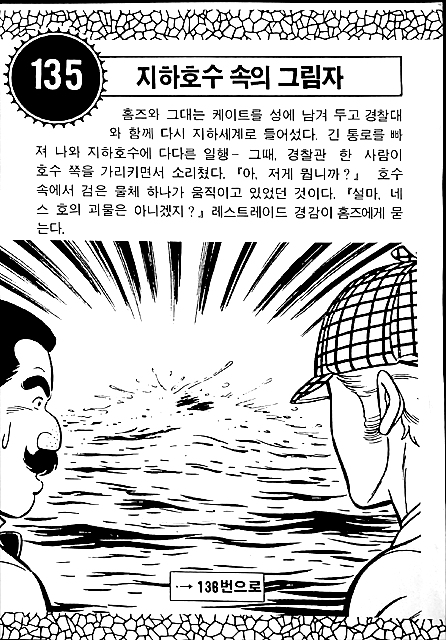 135
지하호수 속의 그림자
홈즈와 그대는 케이트를 성에 남겨 두고 경찰대
와 함께 다시 지하세계로 들어섰다. 긴 통로를 빠
져 나와 지하호수에 다다른 일행— 그때, 경찰관 한 사람이
호수 쪽을 가리키면서 소리쳤다. 『아, 저게 뭡니까?』 호수
속에서 검은 물체 하나가 움직이고 있었던 것이다. 『설마, 네
스 호의 괴물은 아니겠지?』 레스트레이드 경감이 홈즈에게 묻
는다.
→ 136번으로